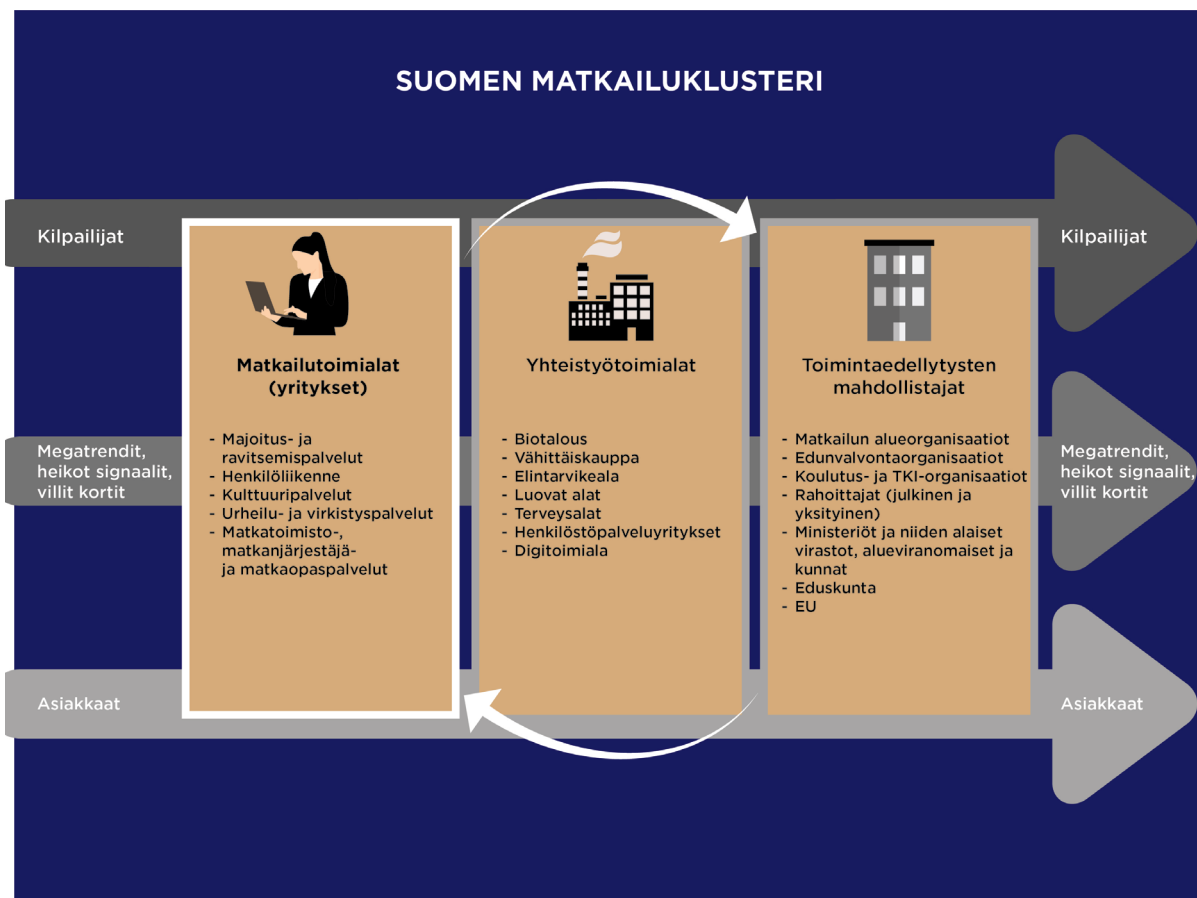 SUOMEN MATKAILUKLUSTERI
Kilpailijat
Kilpailijat
Megatrendit,
heikot signaalit,
villit kortit
Matkailutoimialat
(yritykset)
- Majoitus- ja
ravitsemispalvelut
- Henkilöliikenne
- Kulttuuripalvelut
- Urheilu- ja virkistyspalvelut
- Matkatoimisto-,
matkanjärjestäjä-
ja matkaopaspalvelut
Yhteistyötoimialat
- Biotalous
- Vähittäiskauppa
- Elintarvikeala
- Luovat alat
- Terveysalat
- Henkilöstöpalveluyritykset
- Digitoimiala
Toimintaedellytysten
mahdollistajat
- Matkailun alueorganisaatiot
- Edunvalvontaorganisaatiot
- Koulutus- ja TKI-organisaatiot
- Rahoittajat (julkinen ja
yksityinen)
- Ministeriöt ja niiden alaiset
virastot, alueviranomaiset ja
kunnat
- Eduskunta
- EU
Megatrendit,
heikot signaalit,
villit kortit
Asiakkaat
Asiakkaat